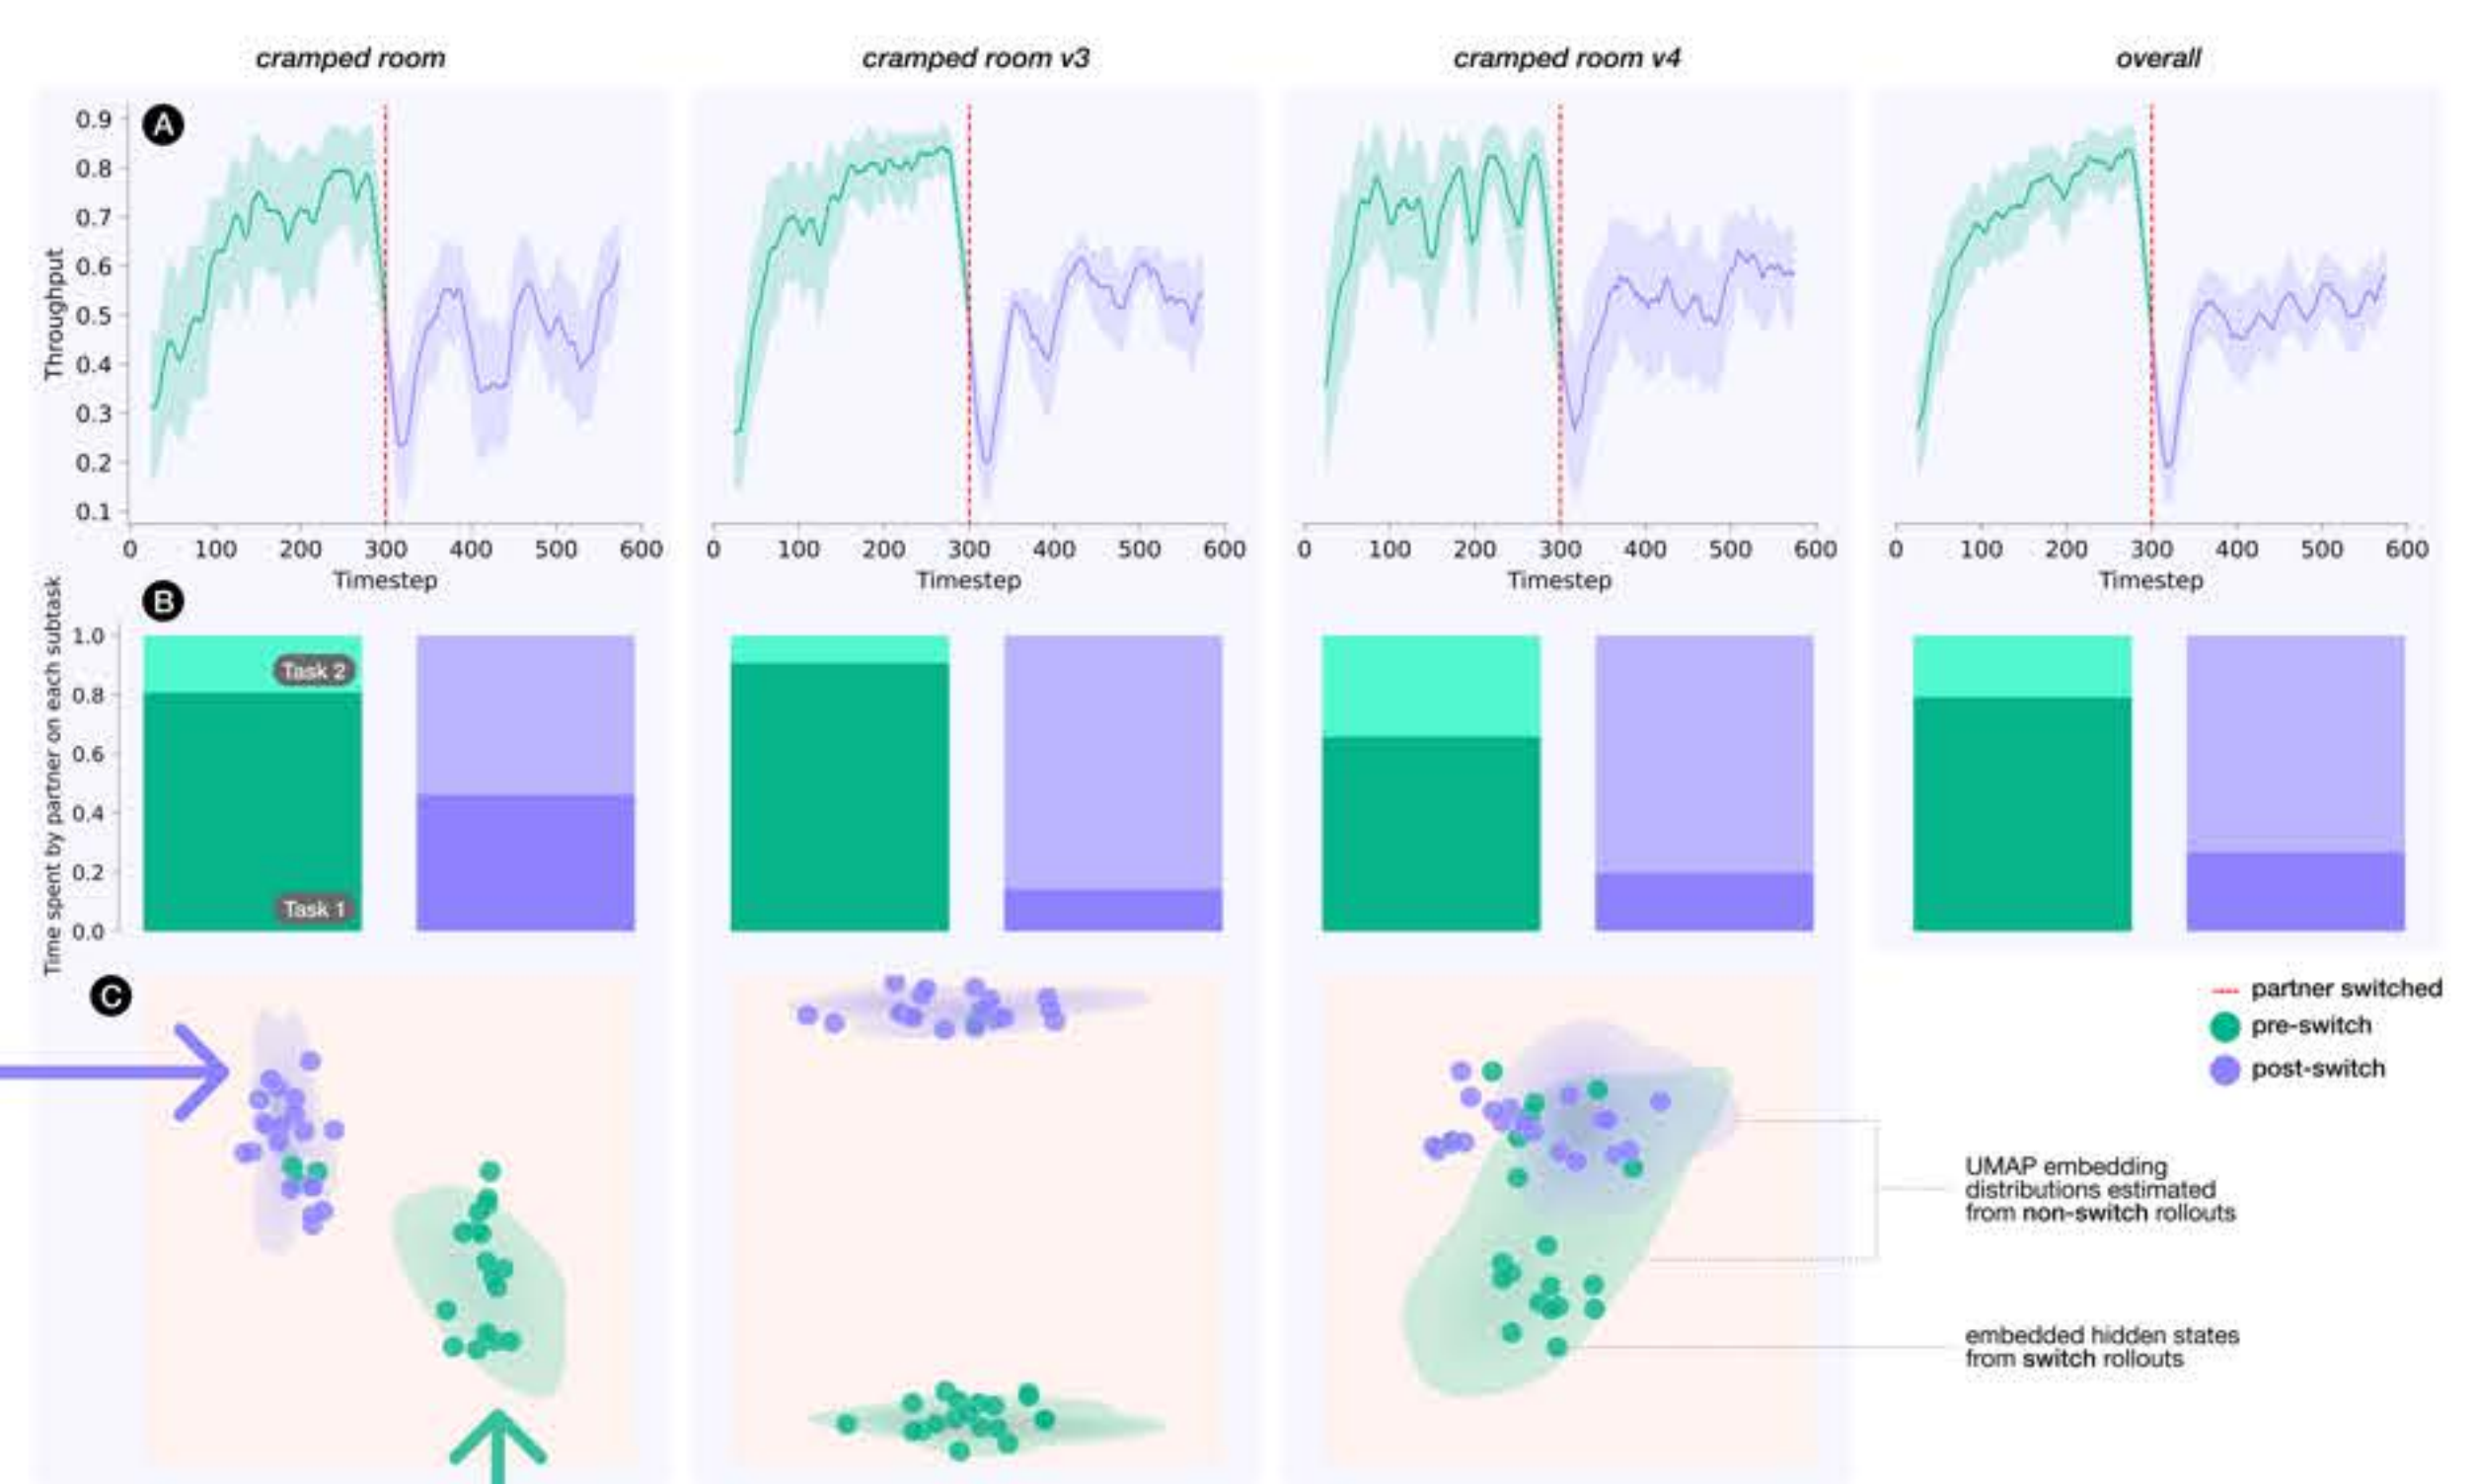 cramped room
cramped room v3
cramped room v4
overall
A
Throughput
0.9
0.8
0.7
0.6
0.5
0.4
0.3
0.2
0.1
0 100 200 300 400 500 600
0 100 200 300 400 500 600
0 100 200 300 400 500 600
0 100 200 300 400 500 600
Timestep
Timestep
Timestep
Timestep
B
Time spent by partner on each subtask
1.0
0.8
0.6
0.4
0.2
0.0
Task 2
Task 1
C
partner switched
pre-switch
post-switch
UMAP embedding
distributions estimated
from non-switch rollouts
embedded hidden states
from switch rollouts